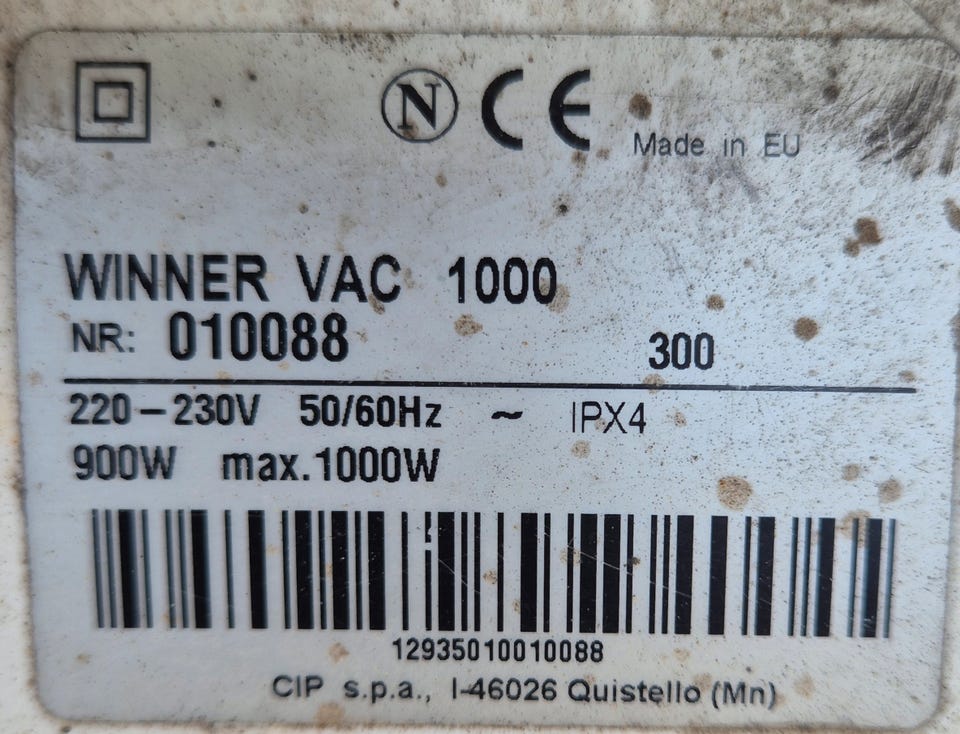 N CE Made in EU
WINNER VAC 1000
NR: 010088 300
220-230V 50/60Hz ~ IPX4
900W max.1000W
12935010010088
CIP s.p.a., I-46026 Quistello (Mn)